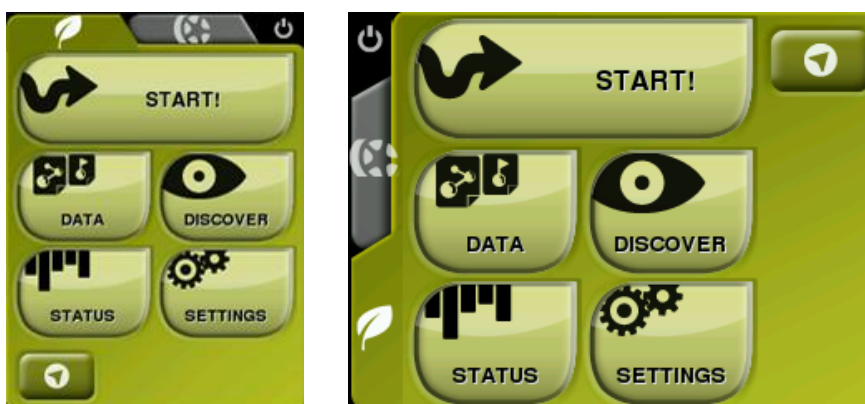 START!
DATA
DISCOVER
STATUS
SETTINGS
START!
DATA
DISCOVER
STATUS
SETTINGS